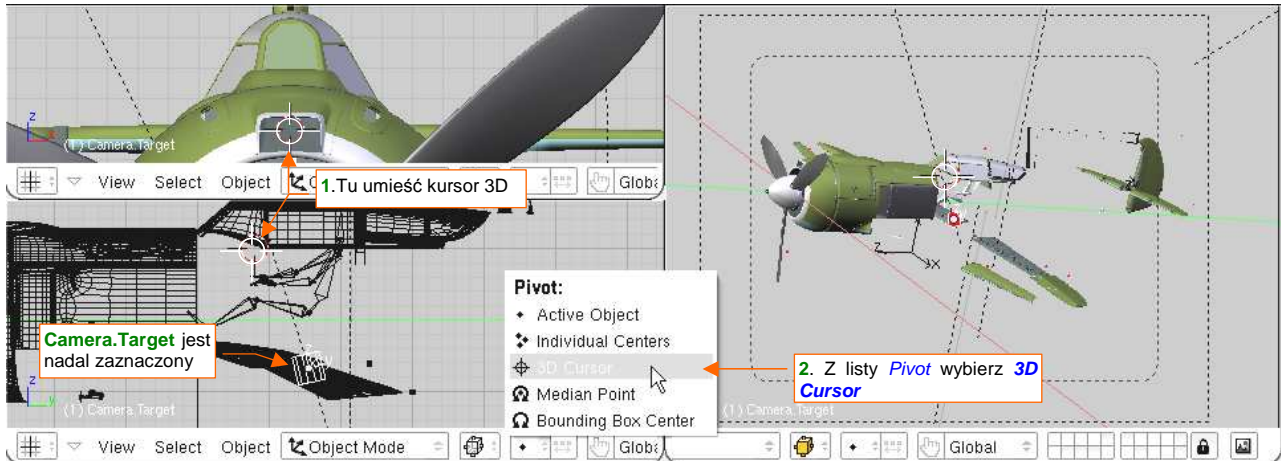 z
x
(1) Camera.Target
View Select Object
Globa
1.Tu umieść kursor 3D
Z
X
Camera.Target jest
nadal zaznaczony
z
y
(1) Camera.Target
Pivot:
Active Object
Individual Centers
3D Cursor
Median Point
Bounding Box Center
2. Z listy Pivot wybierz 3D
Cursor
(1) Camera.Target
View Select Object Object Mode Globa
Global